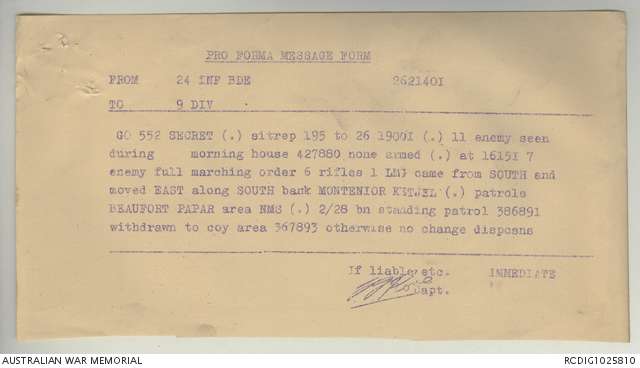 PRO FORMA MESSAGE FORM
FROM 24 INF BDE 262140I
TO 9 DIV
GO 552 SECRET (.) sitrep 195 to 26 1900I (.) 11 enemy seen
during morning house 427880 none armed (.) at 1615I 7
enemy full marching order 6 rifles 1 LMG came from SOUTH and
moved EAST along SOUTH bank MONTENIOR (.) patrols
BEAUFORT PAPAR area NMS (.) 2/28 bn standing patrol 386891
withdrawn to coy area 367893 otherwise no change dispcns
If liable etc. IMMEDIATE
Capt.
AUSTRALIAN WAR MEMORIAL RCDIG1025810